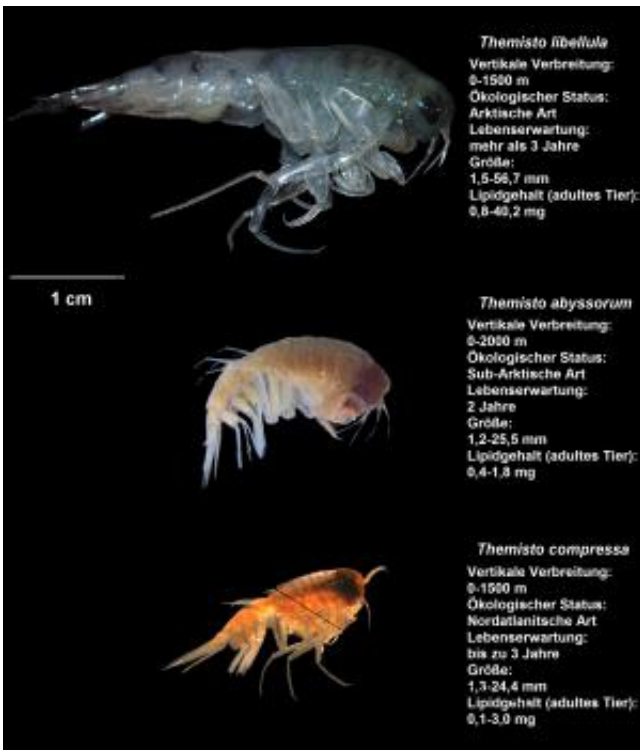 Themisto libellula
Vertikale Verbreitung:
0-1500 m
Ökologischer Status:
Arktische Art
Lebenserwartung:
mehr als 3 Jahre
Größe:
1,5-56,7 mm
Lipidgehalt (adultes Tier):
0,8-40,2 mg
1 cm
Themisto abyssorum
Vertikale Verbreitung:
0-2000 m
Ökologischer Status:
Sub-Arktische Art
Lebenserwartung:
2 Jahre
Größe:
1,2-25,5 mm
Lipidgehalt (adultes Tier):
0,4-1,8 mg
Themisto compressa
Vertikale Verbreitung:
0-1500 m
Ökologischer Status:
Nordatlanitsche Art
Lebenserwartung:
bis zu 3 Jahre
Größe:
1,3-24,4 mm
Lipidgehalt (adultes Tier):
0,1-3,0 mg